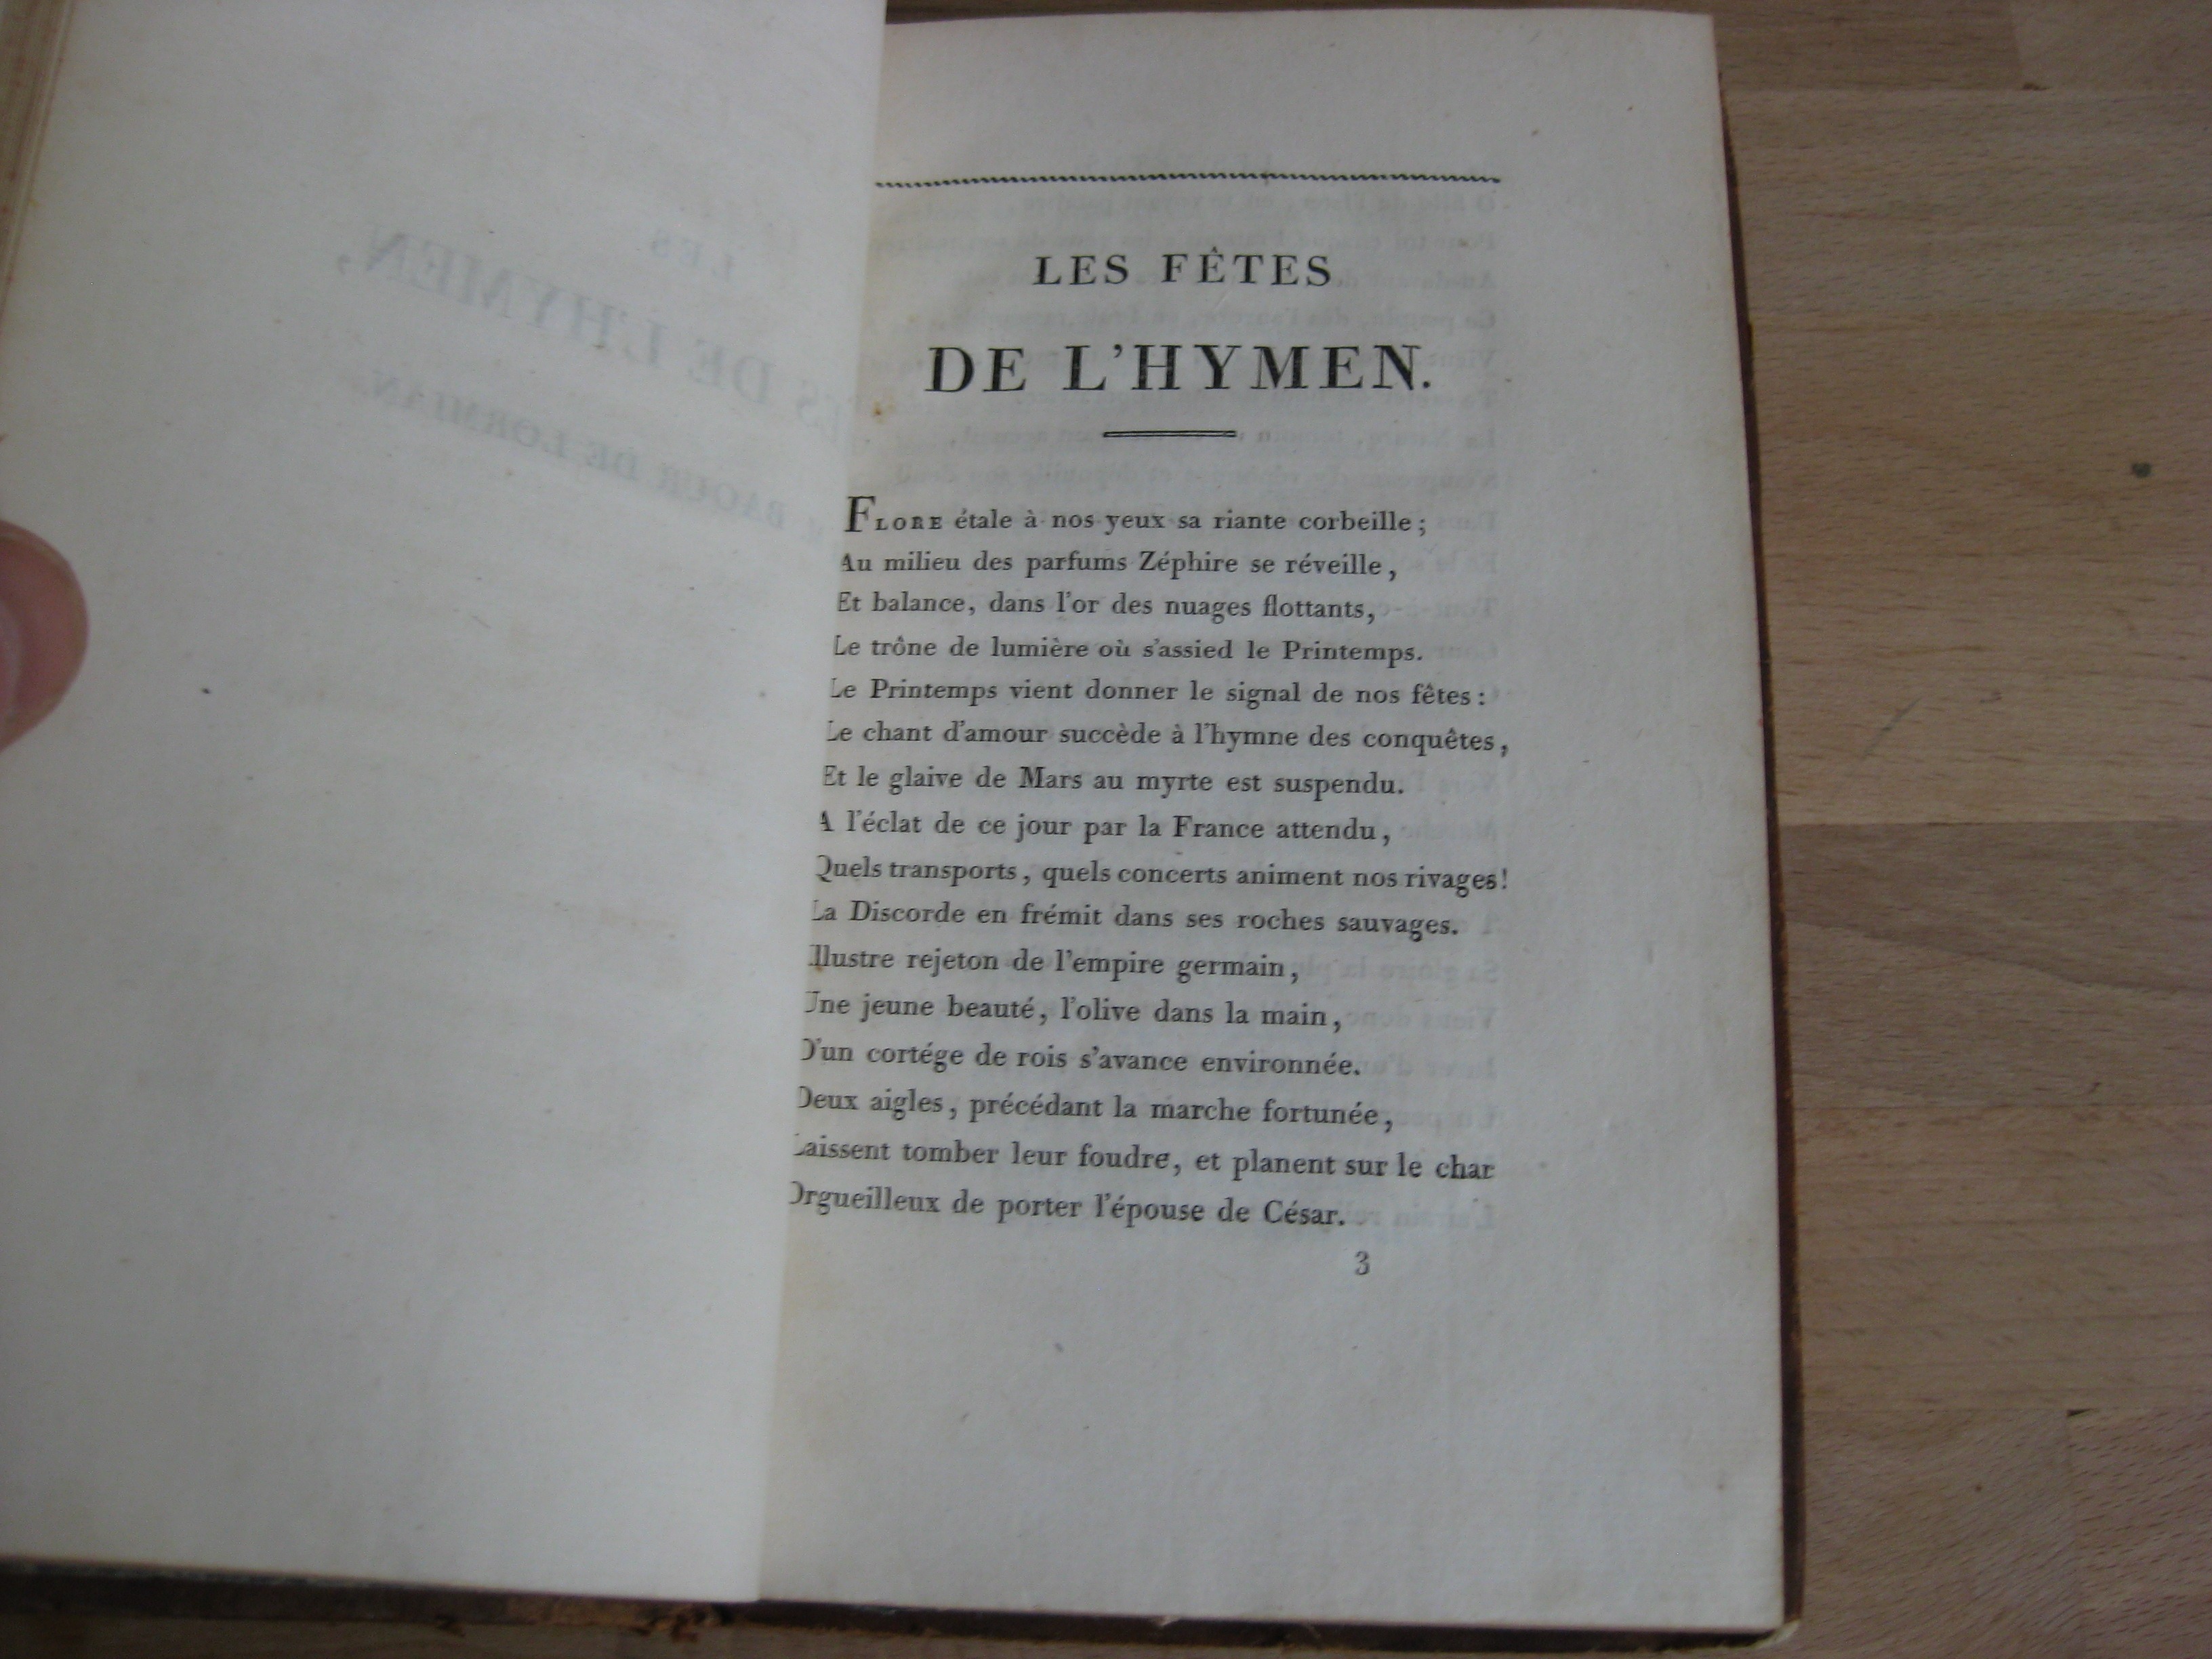 LES FÊTES
DE L'HYMEN.
FLORE étale à nos yeux sa riante corbeille ;
Au milieu des parfums Zéphire se réveille ,
Et balance, dans l'or des nuages flottants,
Le trône de lumière où s'assied le Printemps.
Le Printemps vient donner le signal de nos fêtes :
Le chant d'amour succède à l'hymne des conquêtes ,
Et le glaive de Mars au myrte est suspendu.
A l'éclat de ce jour par la France attendu ,
Quels transports , quels concerts animent nos rivages !
La Discorde en frémit dans ses roches sauvages.
Illustre rejeton de l'empire germain ,
Une jeune beauté , l'olive dans la main ,
D'un cortége de rois s'avance environnée.
Deux aigles , précédant la marche fortunée ,
Laissent tomber leur foudre, et planent sur le char
Orgueilleux de porter l'épouse de César.
3